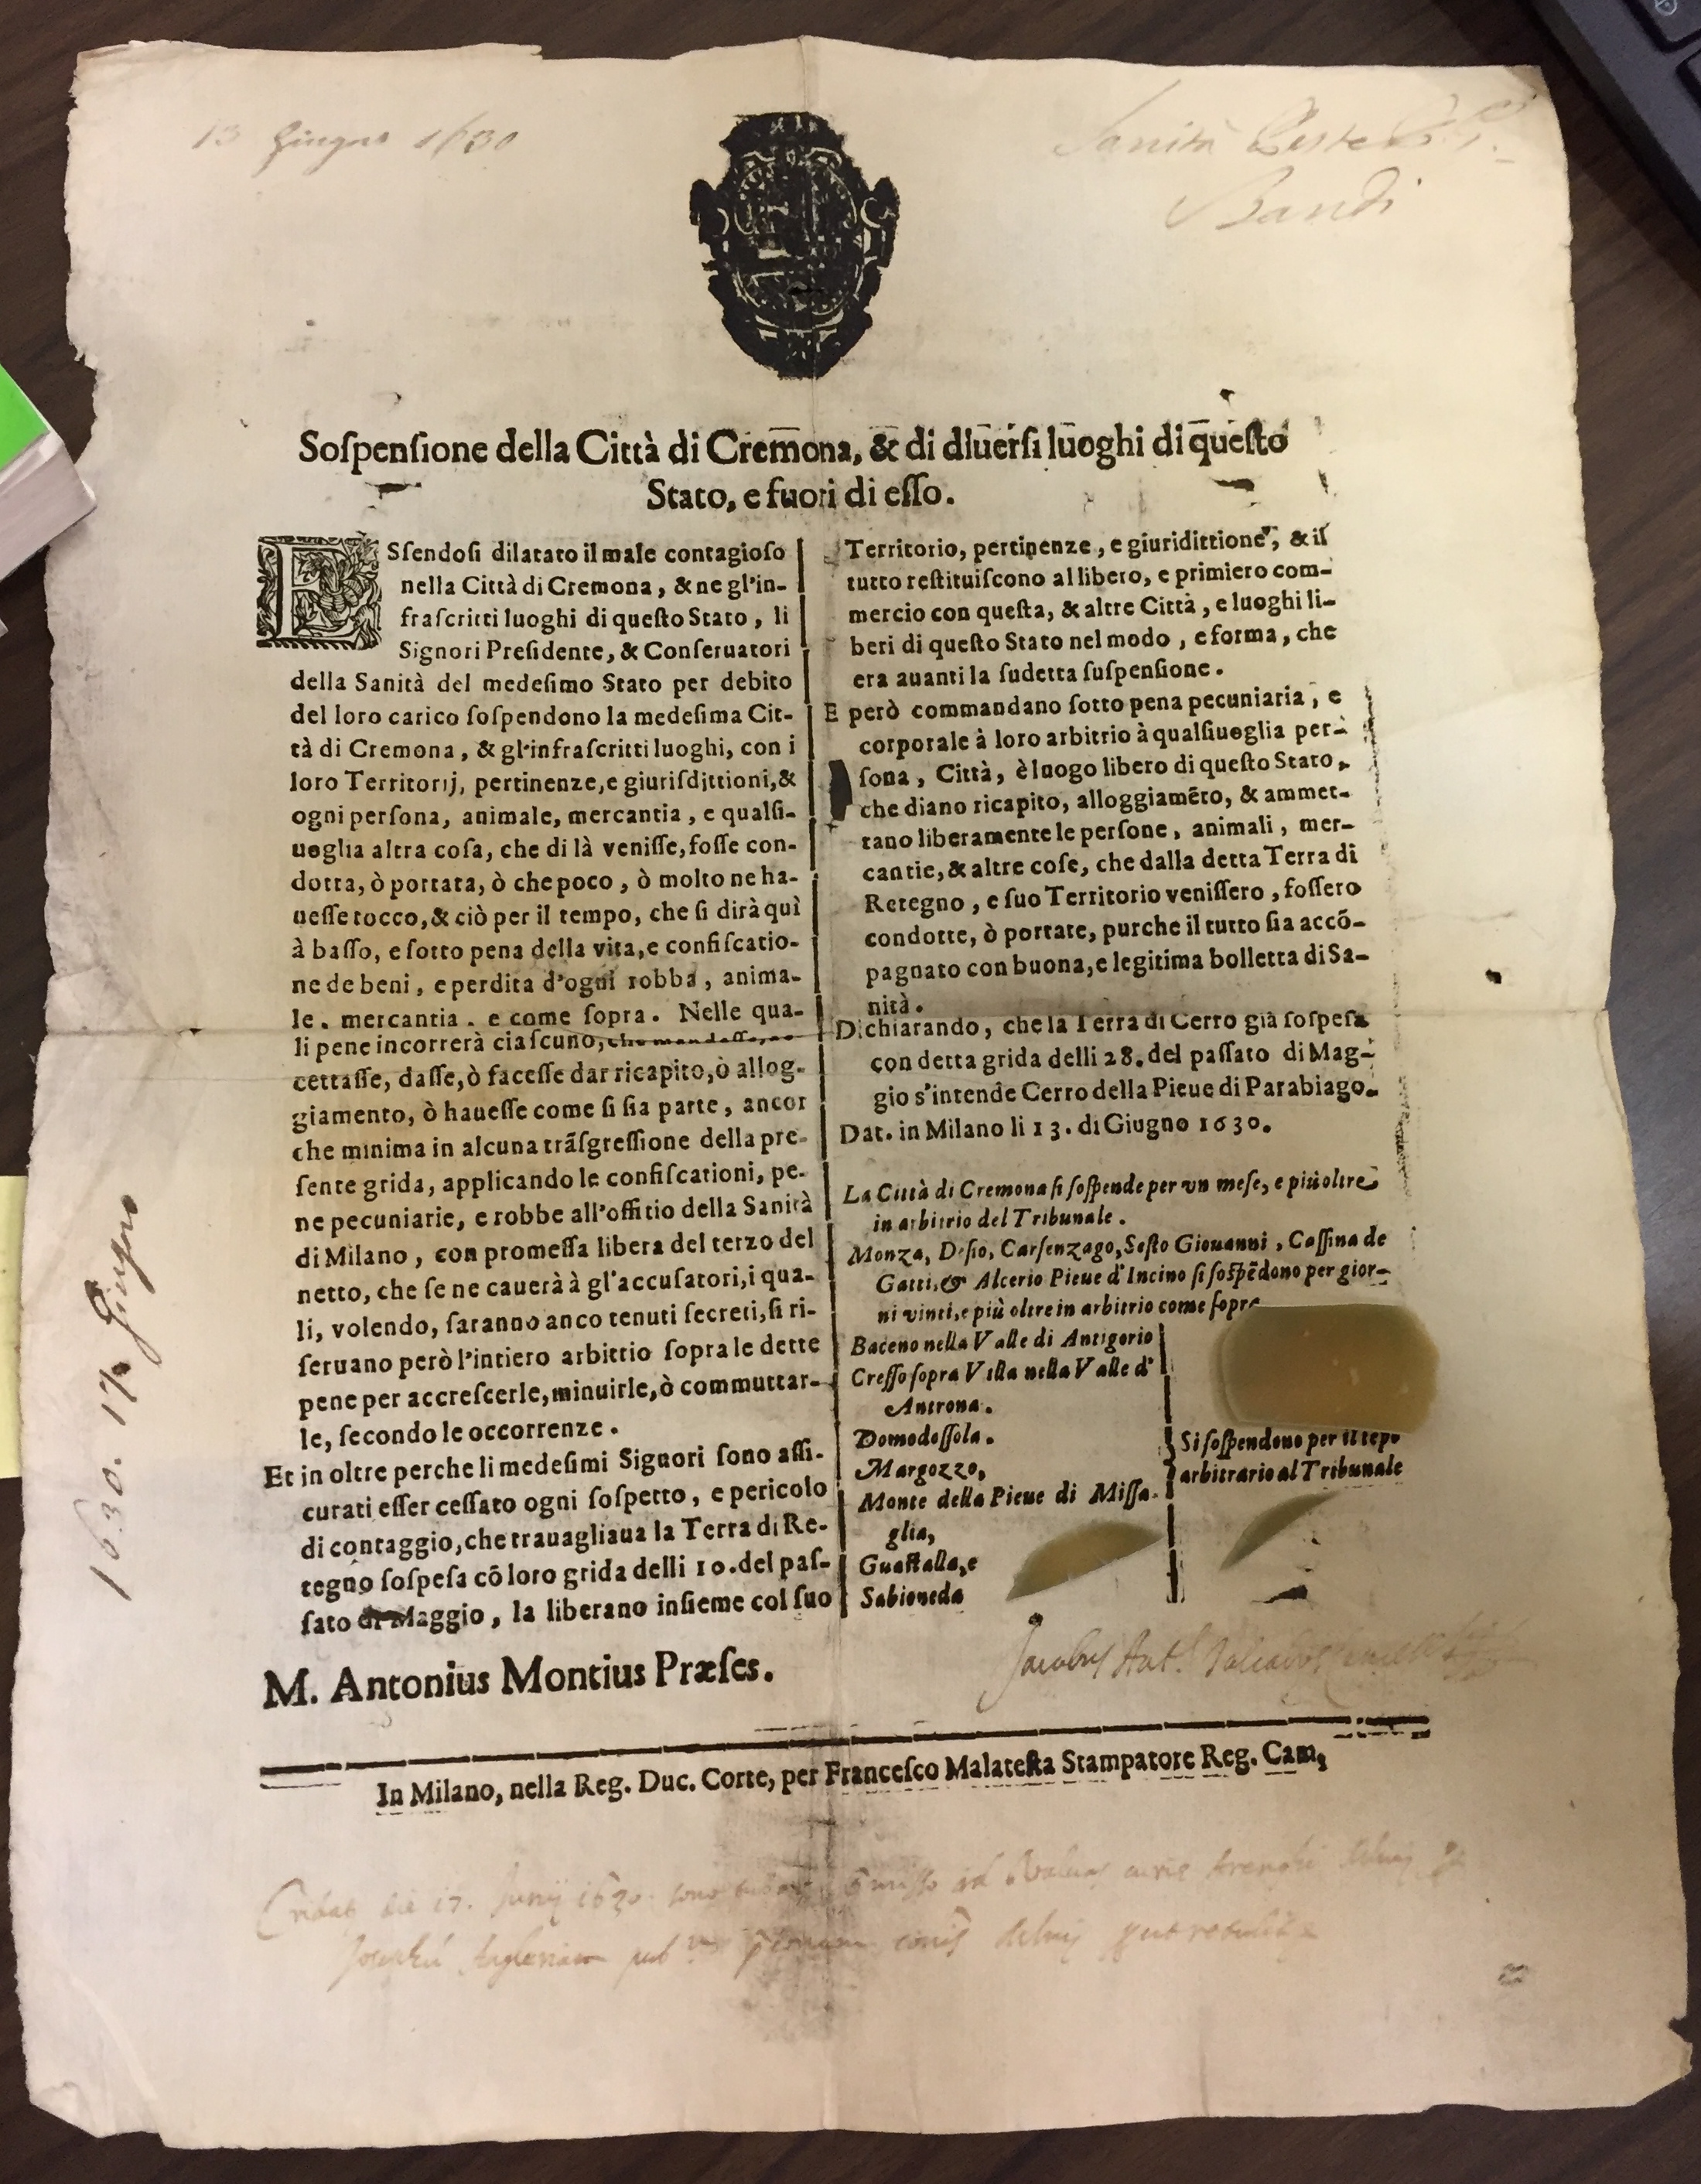 13 Giugno 1630
Sanità Peste
Bandi
Soſpenſione della Città di Cremona, & di diuerſi luoghi di queſto
Stato, e fuori di eſſo.
ESſendoſi dilatato il male contagioſo
nella Città di Cremona, & ne gl'in-
fraſcritti luoghi di queſto Stato, li
Signori Preſidente, & Conſeruatori
della Sanità del medeſimo Stato per debito
del loro carico ſoſpendono la medeſima Cit-
tà di Cremona, & gl'infraſcritti luoghi, con i
loro Territorij, pertinenze, e giuriſdittioni, &
ogni perſona, animale, mercantia, e qualſi-
uoglia altra coſa, che di là veniſſe, foſſe con-
dotta, ò portata, ò che poco, ò molto ne ha-
ueſſe tocco, & ciò per il tempo, che ſi dirà quì
à baſſo, e ſotto pena della vita, e confiſcatio-
ne de beni, e perdita d'ogni robba, anima-
le, mercantia, e come ſopra. Nelle qua-
li pene incorrerà ciaſcuno, che mandaſſe, ac-
cettaſſe, daſſe, ò faceſſe dar ricapito, ò allog-
giamento, ò haueſſe come ſi ſia parte, ancor
che minima in alcuna trãſgreſſione della pre-
ſente grida, applicando le confiſcationi, pe-
ne pecuniarie, e robbe all'offitio della Sanità
di Milano, con promeſſa libera del terzo del
netto, che ſe ne cauerà à gl'accuſatori, i qua-
li, volendo, ſaranno anco tenuti ſecreti, ſi ri-
ſeruano però l'intiero arbittio ſopra le dette
pene per accreſcerle, minuirle, ò commuttar-
le, ſecondo le occorrenze.
Et in oltre perche li medeſimi Signori ſono aſſi-
curati eſſer ceſſato ogni ſoſpetto, e pericolo
di contaggio, che trauagliaua la Terra di Re-
tegno ſoſpeſa cõ loro grida delli 10. del paſ-
ſato di Maggio, la liberano inſieme col ſuo
Territorio, pertinenze, e giuridittione, & il
tutto reſtituiſcono al libero, e primiero com-
mercio con queſta, & altre Città, e luoghi li-
beri di queſto Stato nel modo, e forma, che
era auanti la ſudetta ſuſpenſione.
E però commandano ſotto pena pecuniaria, e
corporale à loro arbitrio à qualſiuoglia per-
ſona, Città, è luogo libero di queſto Stato,
che diano ricapito, alloggiamẽto, & ammet-
tano liberamente le perſone, animali, mer-
cantie, & altre coſe, che dalla detta Terra di
Retegno, e ſuo Territorio veniſſero, foſſero
condotte, ò portate, purche il tutto ſia accõ-
pagnato con buona, e legitima bolletta di Sa-
nità.
Dichiarando, che la Terra di Cerro già ſoſpeſa
con detta grida delli 28. del paſſato di Mag-
gio s'intende Cerro della Pieue di Parabiago.
Dat. in Milano li 13. di Giugno 1630.
La Città di Cremona ſi ſoſpende per vn meſe, e più oltre
in arbitrio del Tribunale.
Monza, Deſio, Carſenzago, Seſto Giouanni, Caſſina de
Gatti, & Alcerio Pieue d'Incino ſi ſoſpẽdono per gior-
ni vinti, e più oltre in arbitrio come ſopra
Baceno nella Valle di Antigorio
Creſſo ſopra Villa nella Valle d'
Antrona.
Domodoſſola.
Margozzo,
Monte della Pieue di Miſſa-
glia,
Guaſtalla, e
Sabioneda
Si ſoſpendono per il tẽpo
arbitrario al Tribunale
M. Antonius Montius Præſes.
Jacobus Ant.
In Milano, nella Reg. Duc. Corte, per Franceſco Malateſta Stampatore Reg. Cam.
die 17. Junij 1630
1630. 17. Giugno